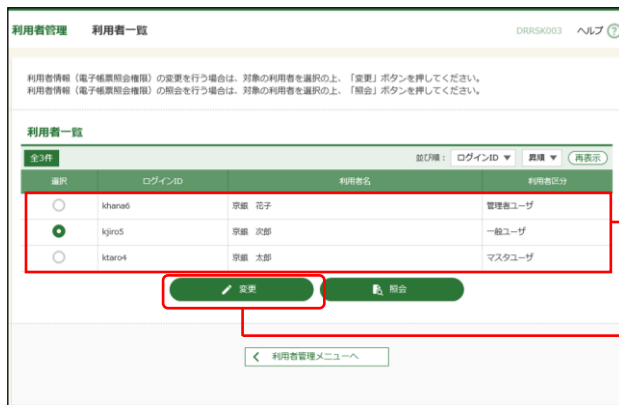 利用者管理 利用者一覧 DRRSK003 ヘルプ ?
利用者情報（電子帳票照会権限）の変更を行う場合は、対象の利用者を選択の上、「変更」ボタンを押してください。
利用者情報（電子帳票照会権限）の照会を行う場合は、対象の利用者を選択の上、「照会」ボタンを押してください。
利用者一覧
全3件 並び順： ログインID ▼ 昇順 ▼ 再表示
選択 ログインID 利用者名 利用者区分
khana6 京銀 花子 管理者ユーザ
kjiro5 京銀 次郎 一般ユーザ
ktaro4 京銀 太郎 マスタユーザ
変更 照会
利用者管理メニューへ